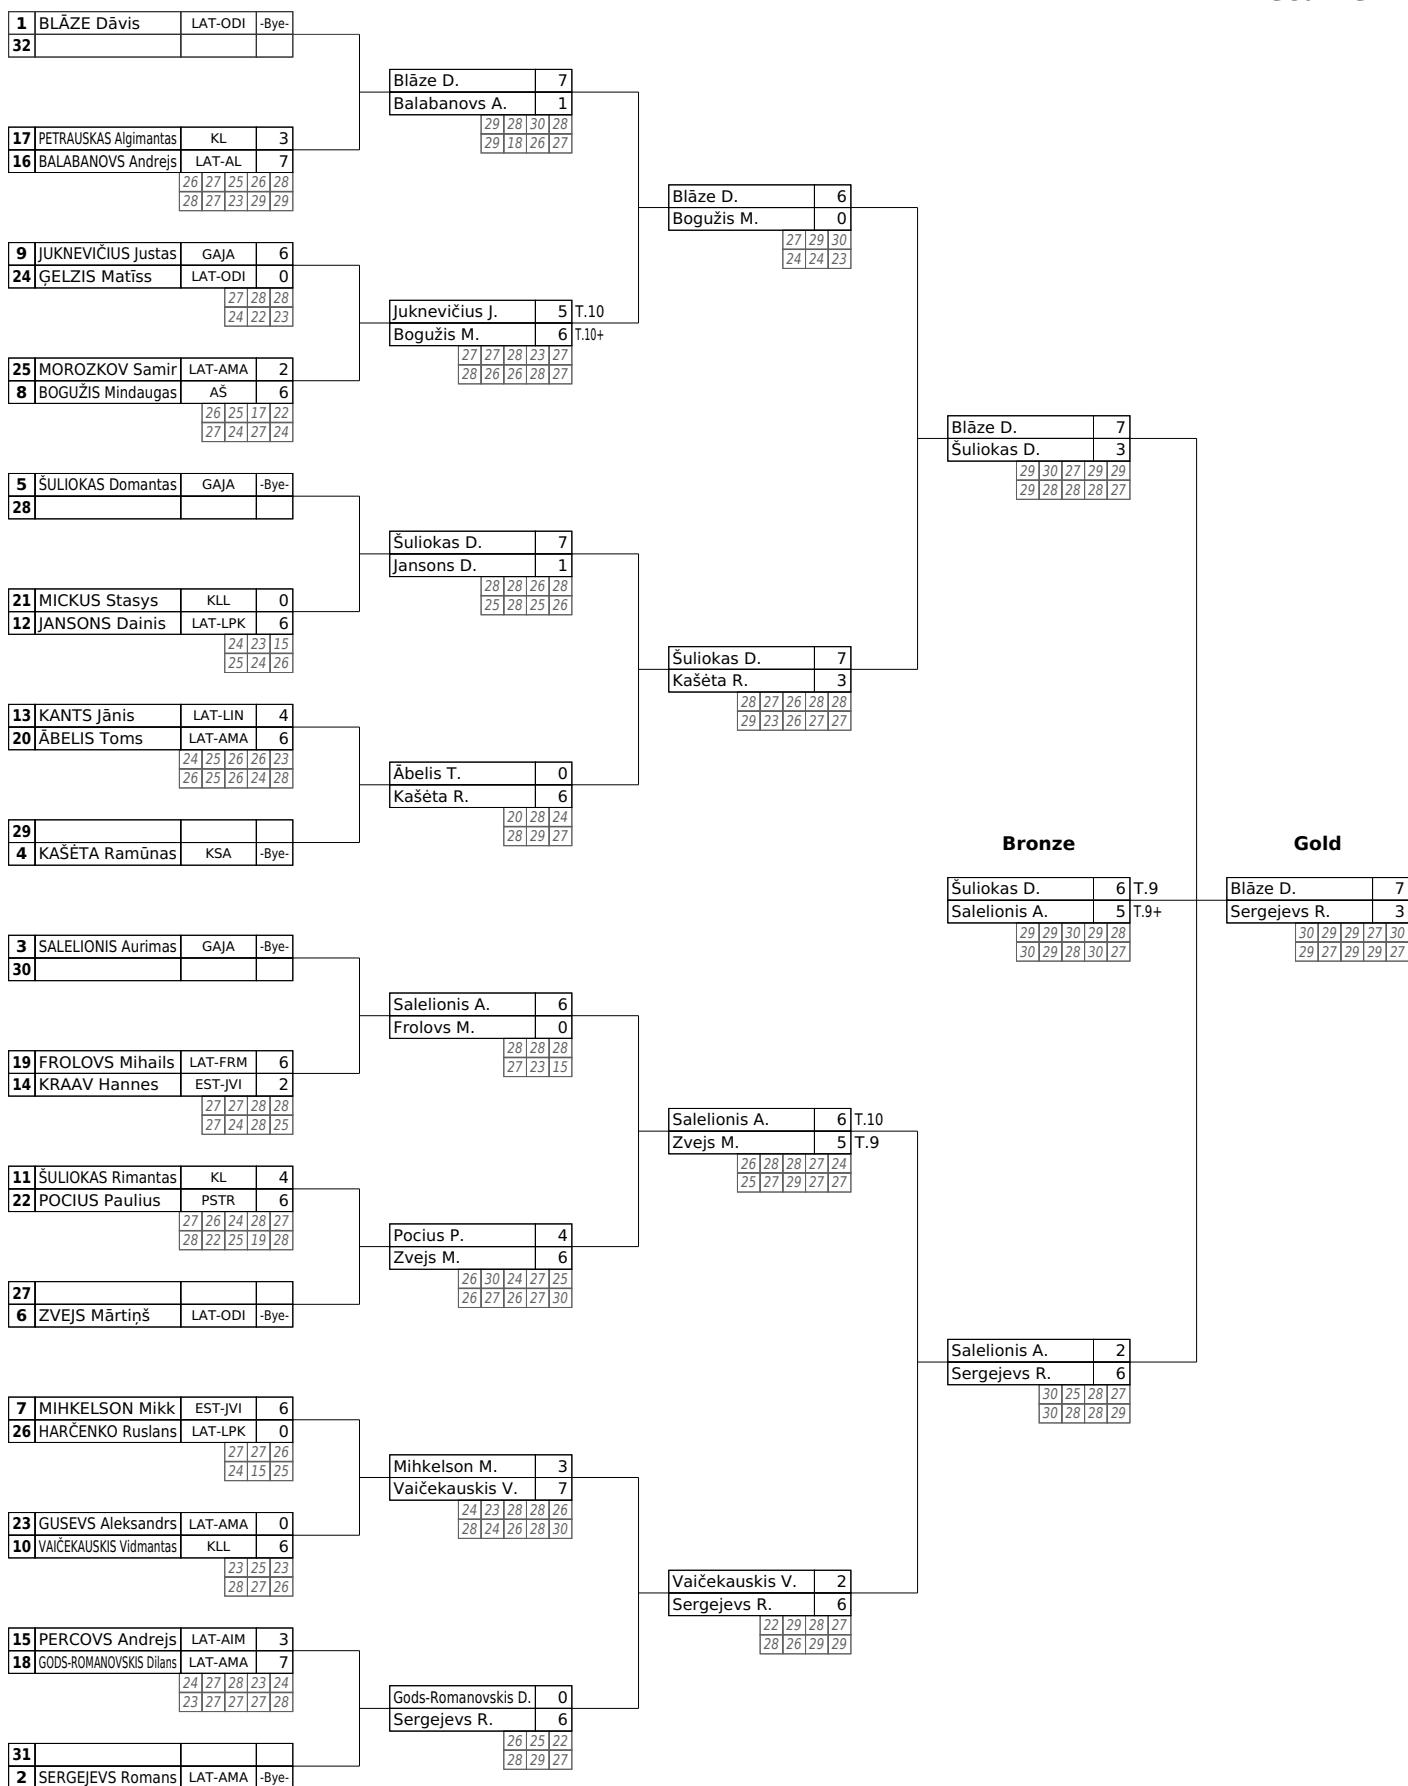 1 BLĀZE Dāvis LAT-ODI -Bye-
32
Blāze D. 7
Balabanovs A. 1
29 28 30 28
29 18 26 27
17 PETRAUSKAS Algimantas KL 3
16 BALABANOVS Andrejs LAT-AL 7
26 27 25 26 28
28 27 23 29 29
Blāze D. 6
Bogužis M. 0
27 29 30
24 24 23
9 JUKNEVIČIUS Justas GAJA 6
24 ĢELZIS Matīss LAT-ODI 0
27 28 28
24 22 23
Juknevičius J. 5 T.10
Bogužis M. 6 T.10+
27 27 28 23 27
28 26 26 28 27
25 MOROZKOV Samir LAT-AMA 2
8 BOGUŽIS Mindaugas AŠ 6
26 25 17 22
27 24 27 24
Blāze D. 7
Šuliokas D. 3
29 30 27 29 29
29 28 28 28 27
5 ŠULIOKAS Domantas GAJA -Bye-
28
Šuliokas D. 7
Jansons D. 1
28 28 26 28
25 28 25 26
21 MICKUS Stasys KLL 0
12 JANSONS Dainis LAT-LPK 6
24 23 15
25 24 26
Šuliokas D. 7
Kašėta R. 3
28 27 26 28 28
29 23 26 27 27
13 KANTS Jānis LAT-LIN 4
20 ĀBELIS Toms LAT-AMA 6
24 25 26 26 23
26 25 26 24 28
Ābelis T. 0
Kašėta R. 6
20 28 24
28 29 27
29
4 KAŠĖTA Ramūnas KSA -Bye-
Bronze Gold
Šuliokas D. 6 T.9
Salelionis A. 5 T.9+
29 29 30 29 28
30 29 28 30 27
Blāze D. 7
Sergejevs R. 3
30 29 29 27 30
29 27 29 29 27
3 SALELIONIS Aurimas GAJA -Bye-
30
Salelionis A. 6
Frolovs M. 0
28 28 28
27 23 15
19 FROLOVS Mihails LAT-FRM 6
14 KRAAV Hannes EST-JVI 2
27 27 28 28
27 24 28 25
Salelionis A. 6 T.10
Zvejs M. 5 T.9
26 28 28 27 24
25 27 29 27 27
11 ŠULIOKAS Rimantas KL 4
22 POCIUS Paulius PSTR 6
27 26 24 28 27
28 22 25 19 28
Pocius P. 4
Zvejs M. 6
26 30 24 27 25
26 27 26 27 30
27
6 ZVEJS Mārtiņš LAT-ODI -Bye-
Salelionis A. 2
Sergejevs R. 6
30 25 28 27
30 28 28 29
7 MIHKELSON Mikk EST-JVI 6
26 HARČENKO Ruslans LAT-LPK 0
27 27 26
24 15 25
Mihkelson M. 3
Vaičekauskis V. 7
24 23 28 28 26
28 24 26 28 30
23 GUSEVS Aleksandrs LAT-AMA 0
10 VAIČEKAUSKIS Vidmantas KLL 6
23 25 23
28 27 26
Vaičekauskis V. 2
Sergejevs R. 6
22 29 28 27
28 26 29 29
15 PERCOVS Andrejs LAT-AIM 3
18 GODS-ROMANOVSKIS Dilans LAT-AMA 7
24 27 28 23 24
23 27 27 27 28
Gods-Romanovskis D. 0
Sergejevs R. 6
26 25 22
28 29 27
31
2 SERGEJEVS Romans LAT-AMA -Bye-